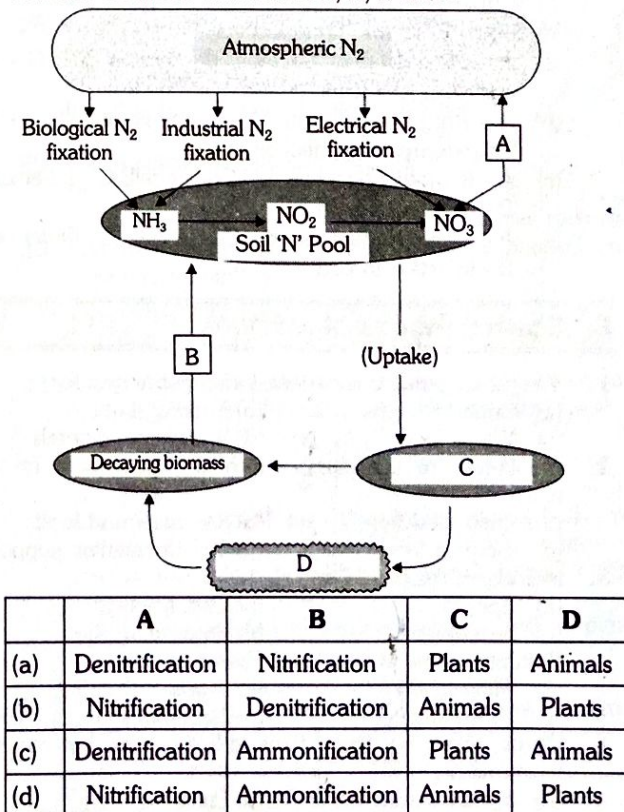 Atmospheric N₂
Biological N₂ Industrial N₂ Electrical N₂
fixation fixation fixation
A
NH₃ NO₂ NO₃
Soil 'N' Pool
B (Uptake)
Decaying biomass C
D
A B C D
(a) Denitrification Nitrification Plants Animals
(b) Nitrification Denitrification Animals Plants
(c) Denitrification Ammonification Plants Animals
(d) Nitrification Ammonification Animals Plants